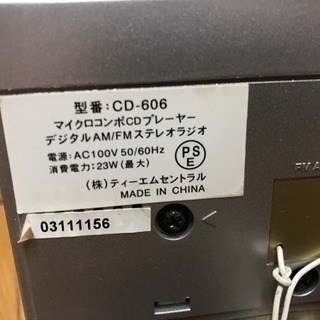 型番：CD-606
マイクロコンポCDプレーヤー
デジタルAM/FMステレオラジオ
電源：AC100V 50/60Hz
消費電力：23W（最大）
PS
E
（株）ティーエムセントラル
MADE IN CHINA
03111156
FM A